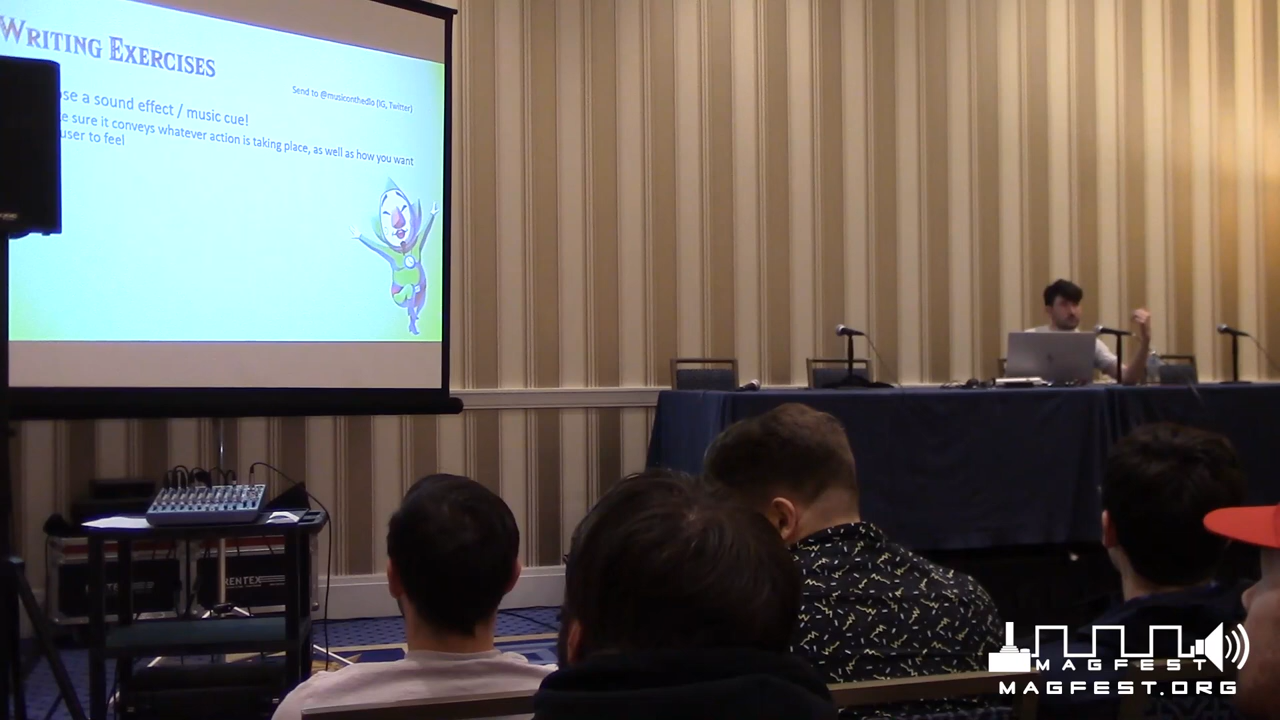 WRITING EXERCISES
Send to @musiconthedlo (IG, Twitter)
ose a sound effect / music cue!
e sure it conveys whatever action is taking place, as well as how you want
user to feel
RENTEX
MAGFEST
MAGFEST.ORG